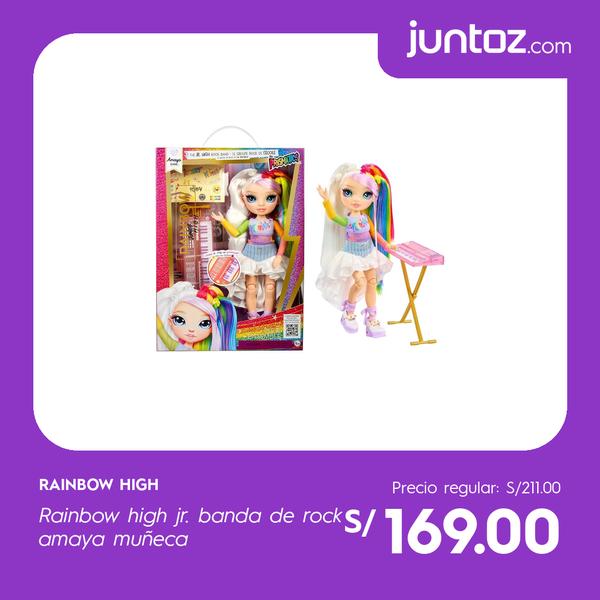 juntoz.com
RAINBOW HIGH
Rainbow high jr. banda de rock
amaya muñeca
Precio regular: S/211.00
S/169.00